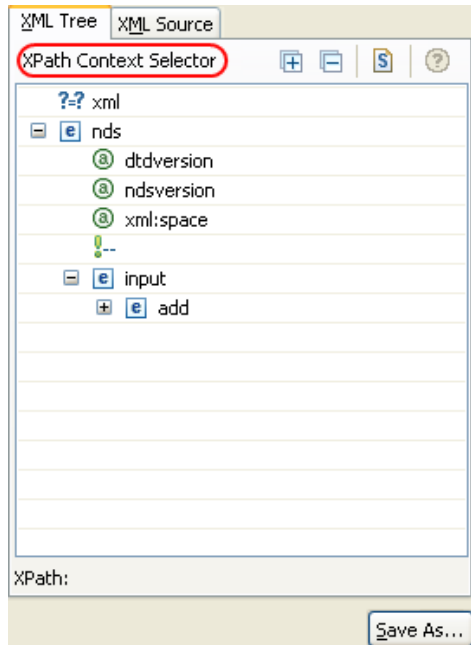 XML Tree XML Source
XPath Context Selector S ?
?=? xml
e nds
a dtdversion
a ndsversion
a xml:space
!--
e input
e add
XPath:
Save As...